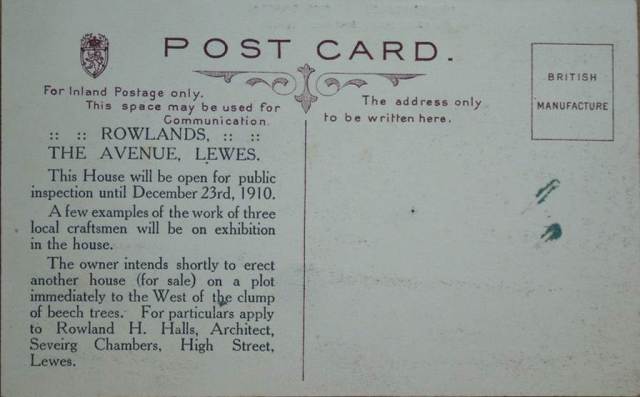 POST CARD.
For Inland Postage only.
This space may be used for
Communication.
The address only
to be written here.
BRITISH
MANUFACTURE
:: :: ROWLANDS, :: ::
THE AVENUE, LEWES.
This House will be open for public
inspection until December 23rd, 1910.
A few examples of the work of three
local craftsmen will be on exhibition
in the house.
The owner intends shortly to erect
another house (for sale) on a plot
immediately to the West of the clump
of beech trees. For particulars apply
to Rowland H. Halls, Architect,
Seveirg Chambers, High Street,
Lewes.